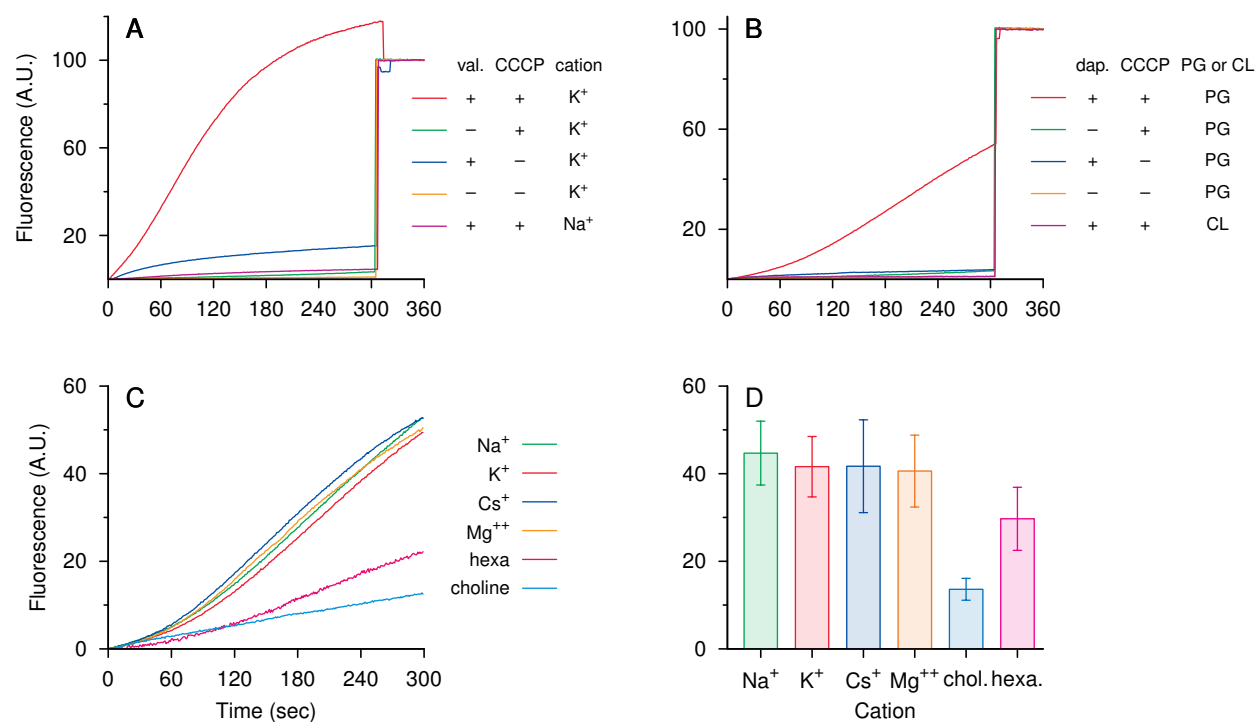 A
Fluorescence (A.U.)
100
60
20
0 60 120 180 240 300 360
val. CCCP cation
+ + K⁺
− + K⁺
+ − K⁺
− − K⁺
+ + Na⁺
B
100
60
20
0 60 120 180 240 300 360
dap. CCCP PG or CL
+ + PG
− + PG
+ − PG
− − PG
+ + CL
C
Fluorescence (A.U.)
60
40
20
0
0 60 120 180 240 300
Time (sec)
Na⁺
K⁺
Cs⁺
Mg⁺⁺
hexa
choline
D
60
40
20
0
Na⁺ K⁺ Cs⁺ Mg⁺⁺ chol. hexa.
Cation